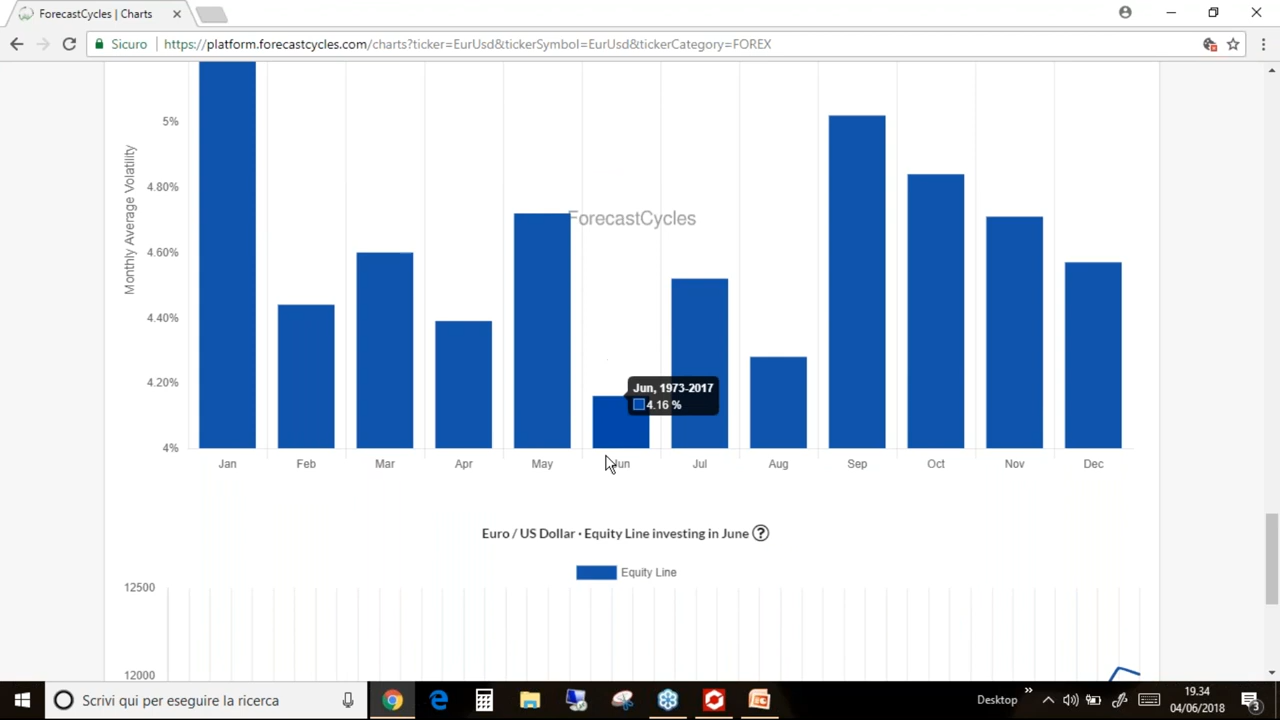 ForecastCycles | Charts
Sicuro https://platform.forecastcycles.com/charts?ticker=EurUsd&tickerSymbol=EurUsd&tickerCategory=FOREX
Monthly Average Volatility
5%
4.80%
4.60%
4.40%
4.20%
4%
ForecastCycles
Jun, 1973-2017
4.16 %
Jan Feb Mar Apr May Jun Jul Aug Sep Oct Nov Dec
Euro / US Dollar · Equity Line investing in June ?
Equity Line
12500
12000
Scrivi qui per eseguire la ricerca
Desktop
19.34
04/06/2018
3